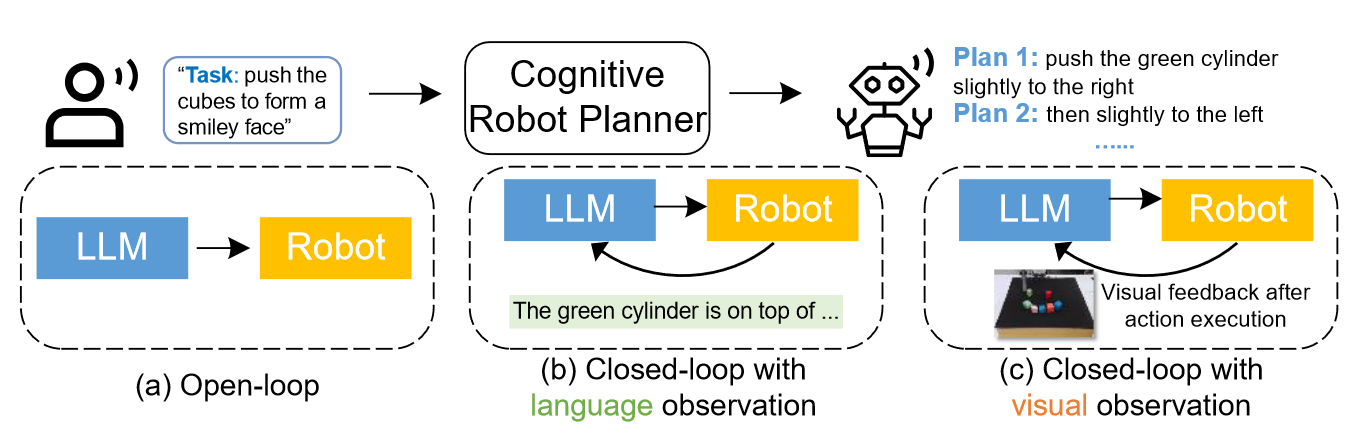 “Task: push the
cubes to form a
smiley face”
Cognitive
Robot Planner
Plan 1: push the green cylinder
slightly to the right
Plan 2: then slightly to the left
......
LLM
Robot
(a) Open-loop
LLM
Robot
The green cylinder is on top of ...
(b) Closed-loop with
language observation
LLM
Robot
Visual feedback after
action execution
(c) Closed-loop with
visual observation